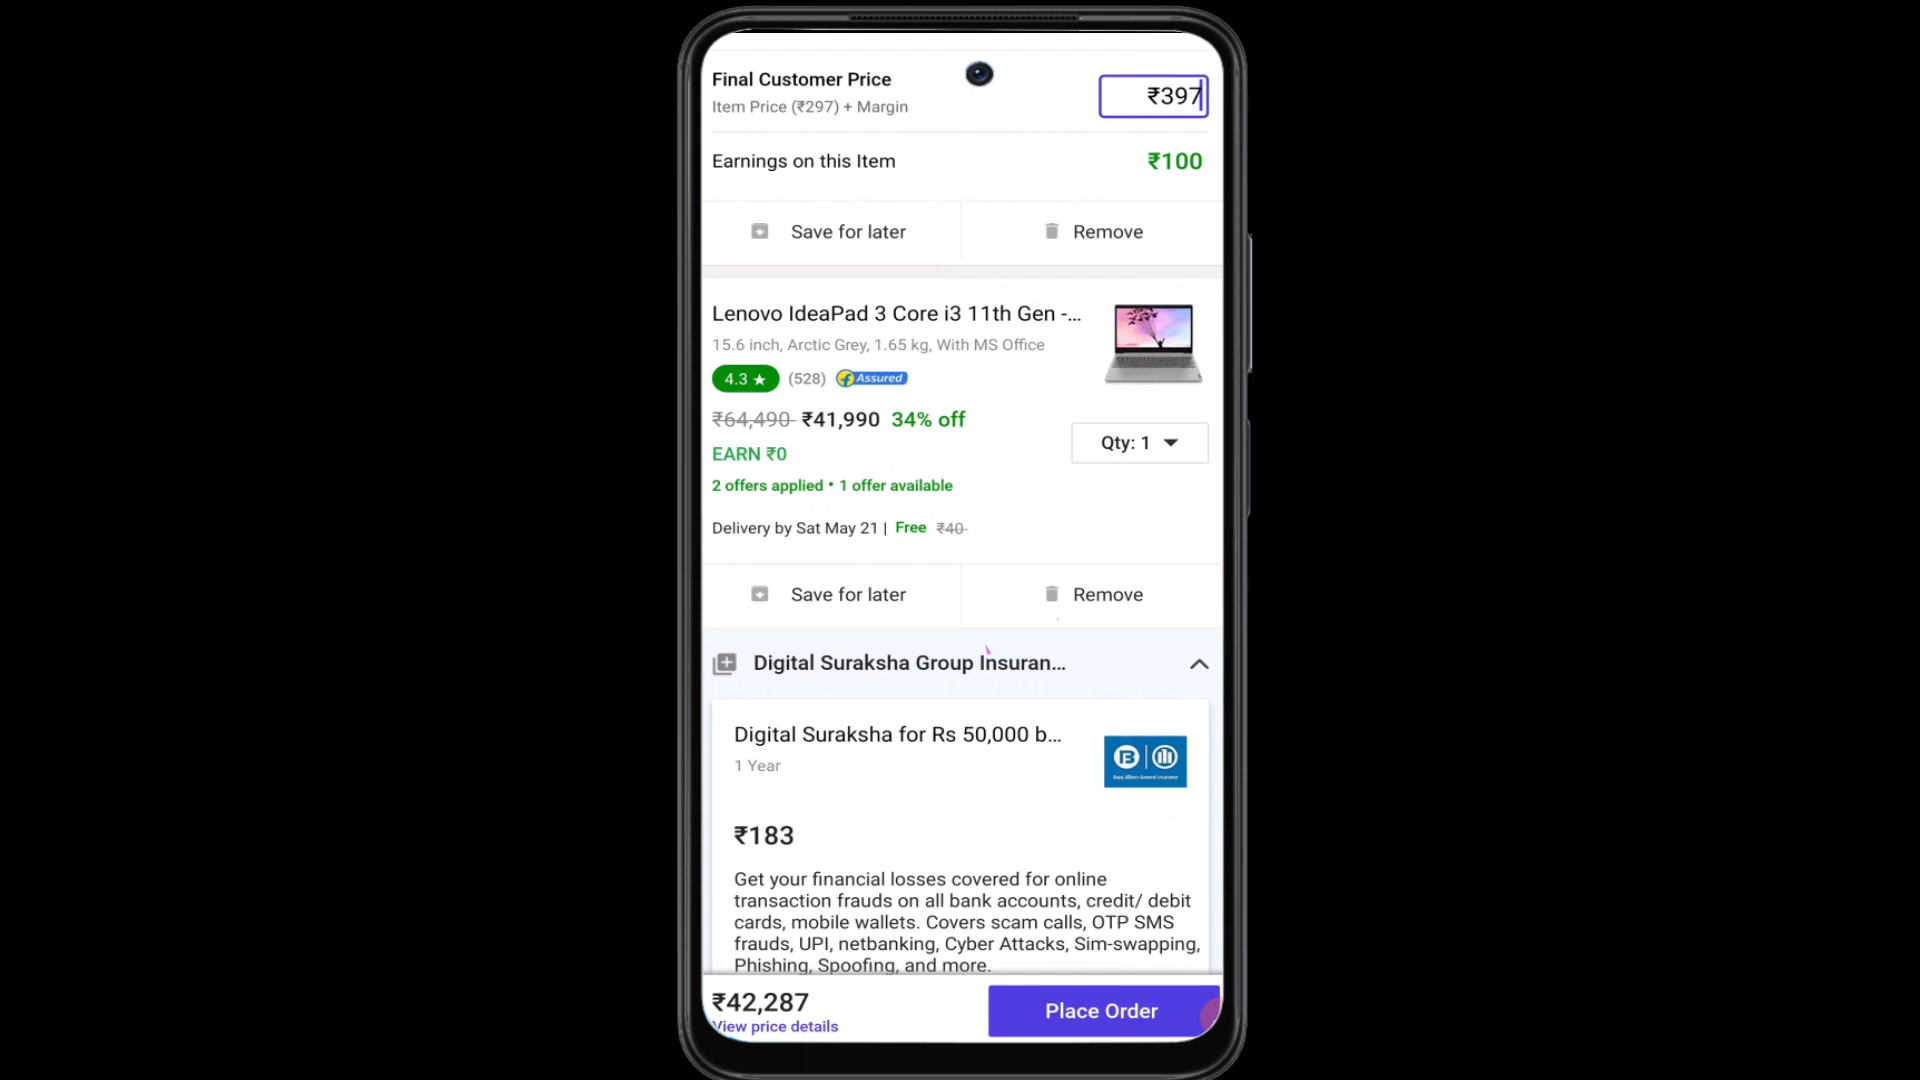 Final Customer Price
₹397
Item Price (₹297) + Margin
Earnings on this Item
₹100
Save for later
Remove
Lenovo IdeaPad 3 Core i3 11th Gen -...
15.6 inch, Arctic Grey, 1.65 kg, With MS Office
4.3 ★ (528) f Assured
₹64,490 ₹41,990 34% off
Qty: 1
EARN ₹0
2 offers applied • 1 offer available
Delivery by Sat May 21 | Free ₹40
Save for later
Remove
Digital Suraksha Group Insuran...
Digital Suraksha for Rs 50,000 b...
1 Year
B
Bajaj Allianz General Insurance
₹183
Get your financial losses covered for online
transaction frauds on all bank accounts, credit/ debit
cards, mobile wallets. Covers scam calls, OTP SMS
frauds, UPI, netbanking, Cyber Attacks, Sim-swapping,
Phishing, Spoofing, and more.
₹42,287
View price details
Place Order